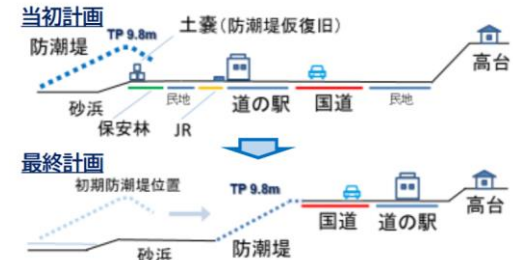 当初計画
TP 9.8m
土嚢(防潮堤仮復旧)
防潮堤
高台
砂浜
民地
道の駅
国道
民地
保安林
JR
最終計画
初期防潮堤位置
TP 9.8m
高台
国道
道の駅
砂浜
防潮堤